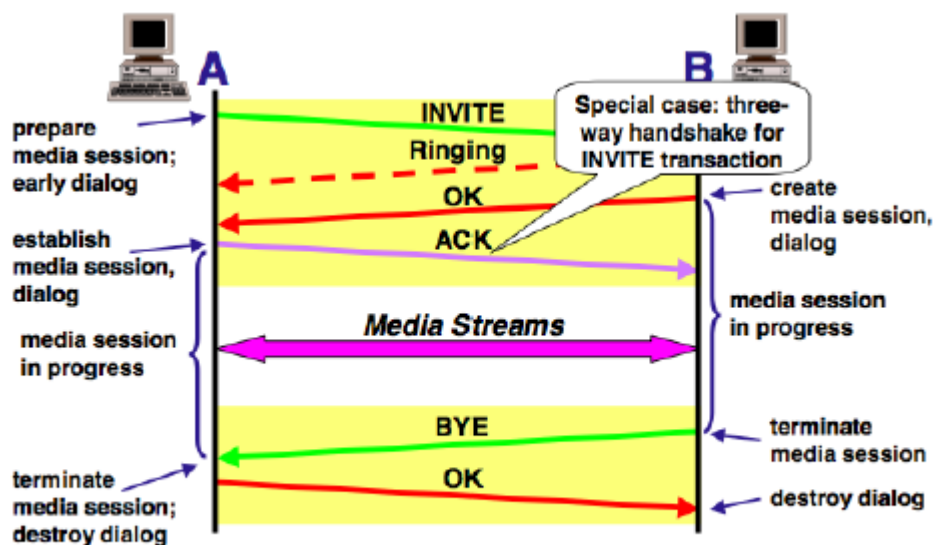 A
B
INVITE
Special case: three-
way handshake for
INVITE transaction
prepare
media session;
early dialog
Ringing
OK
create
media session,
dialog
establish
media session,
dialog
ACK
media session
in progress
Media Streams
media session
in progress
BYE
terminate
media session
terminate
media session;
destroy dialog
OK
destroy dialog